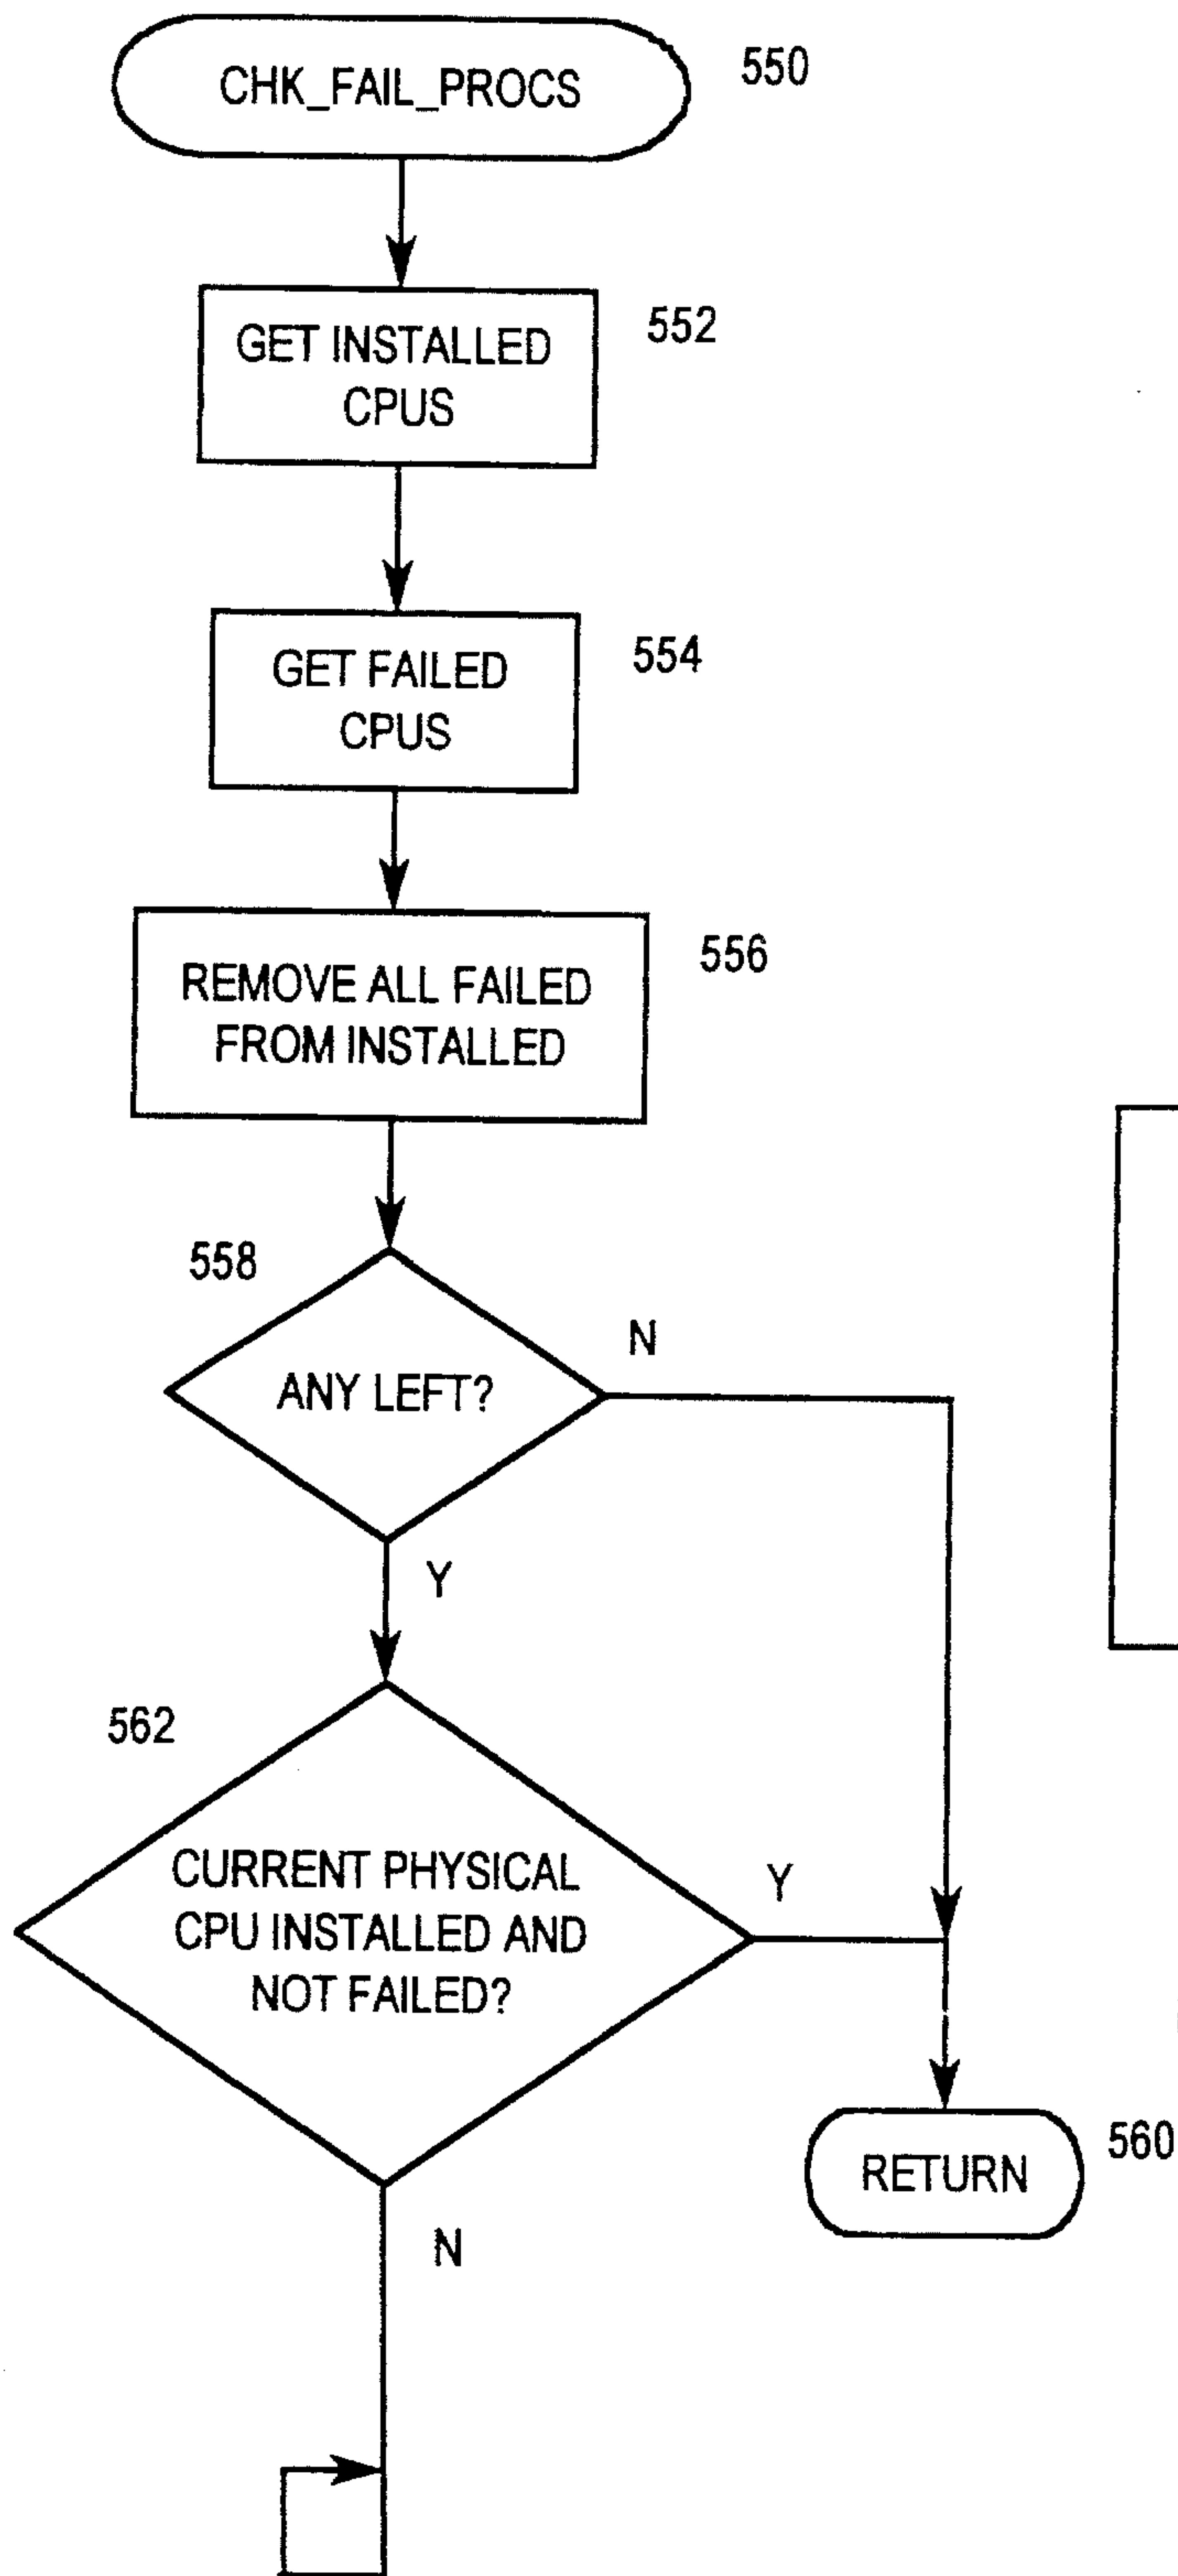 CHK_FAIL_PROCS
550
GET INSTALLED
CPUS
552
GET FAILED
CPUS
554
REMOVE ALL FAILED
FROM INSTALLED
556
558
ANY LEFT?
N
Y
562
CURRENT PHYSICAL
CPU INSTALLED AND
NOT FAILED?
Y
RETURN
560
N